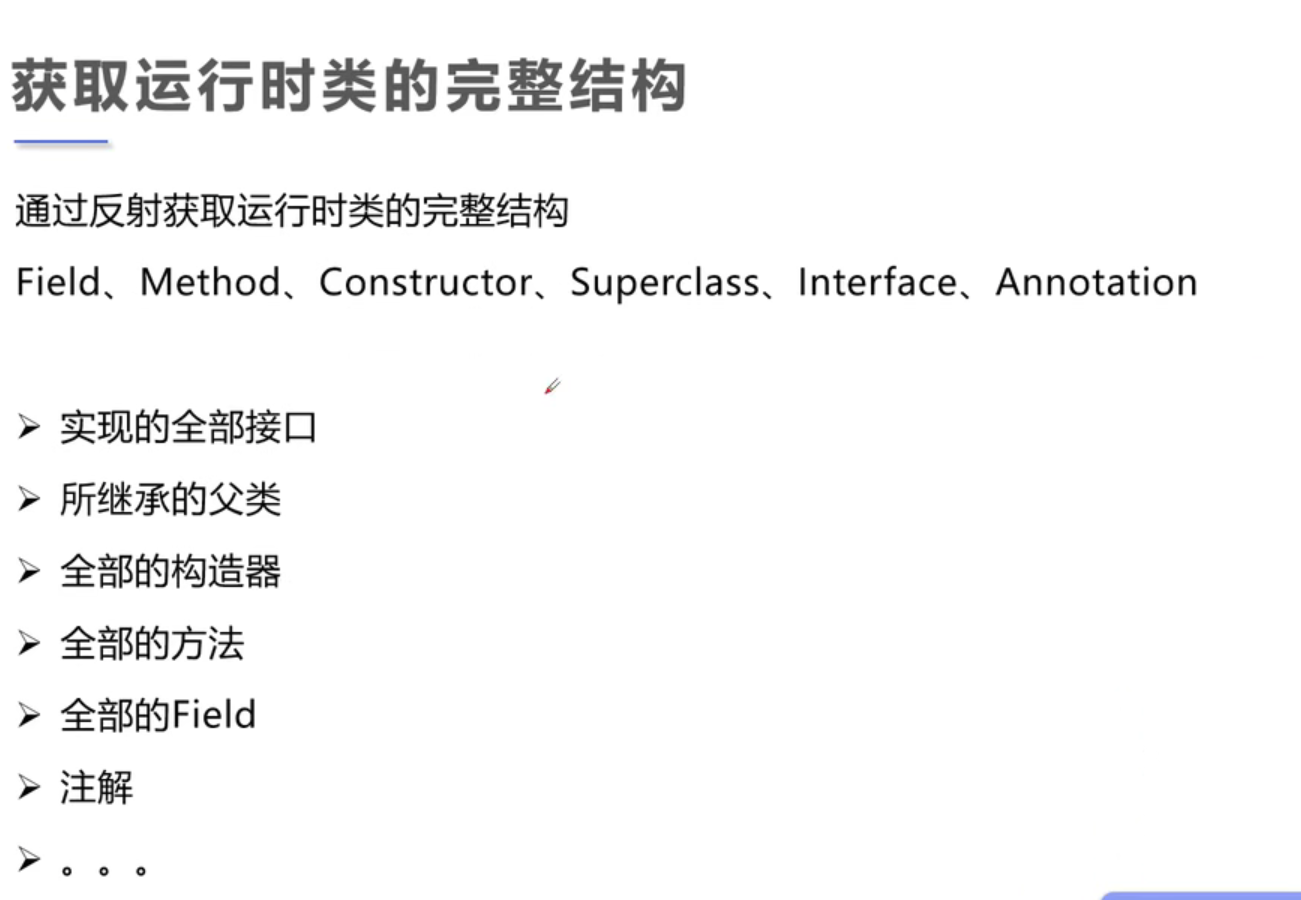 获取运行时类的完整结构
通过反射获取运行时类的完整结构
Field、Method、Constructor、Superclass、Interface、Annotation
➢ 实现的全部接口
➢ 所继承的父类
➢ 全部的构造器
➢ 全部的方法
➢ 全部的Field
➢ 注解
➢ 。。。